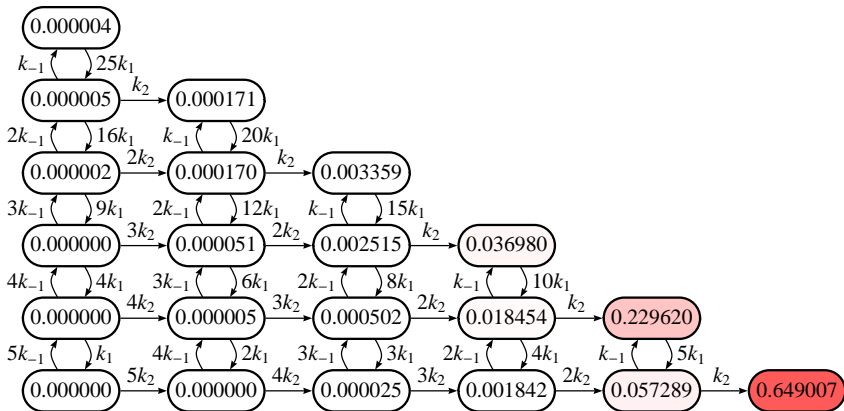 0.000004
k₋₁ 25k₁
k₂
0.000005 0.000171
2k₋₁ 16k₁ k₋₁ 20k₁
2k₂ k₂
0.000002 0.000170 0.003359
3k₋₁ 9k₁ 2k₋₁ 12k₁ k₋₁ 15k₁
3k₂ 2k₂ k₂
0.000000 0.000051 0.002515 0.036980
4k₋₁ 4k₁ 3k₋₁ 6k₁ 2k₋₁ 8k₁ k₋₁ 10k₁
4k₂ 3k₂ 2k₂ k₂
0.000000 0.000005 0.000502 0.018454 0.229620
5k₋₁ k₁ 4k₋₁ 2k₁ 3k₋₁ 3k₁ 2k₋₁ 4k₁ k₋₁ 5k₁
5k₂ 4k₂ 3k₂ 2k₂ k₂
0.000000 0.000000 0.000025 0.001842 0.057289 0.649007